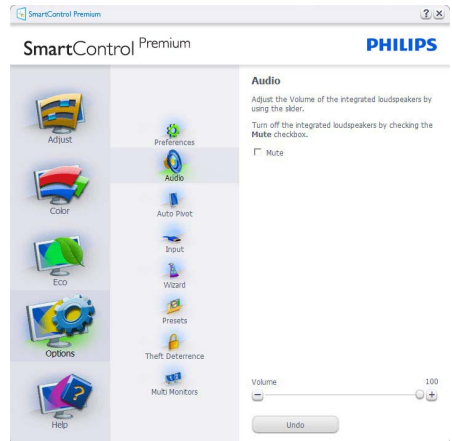 SmartControl Premium
SmartControl Premium
PHILIPS
Adjust
Color
Eco
Options
Help
Preferences
Audio
Auto Pivot
Input
Wizard
Presets
Theft Deterrence
Multi Monitors
Audio
Adjust the Volume of the integrated loudspeakers by
using the slider.
Turn off the integrated loudspeakers by checking the
Mute checkbox.
Mute
Volume 100
Undo